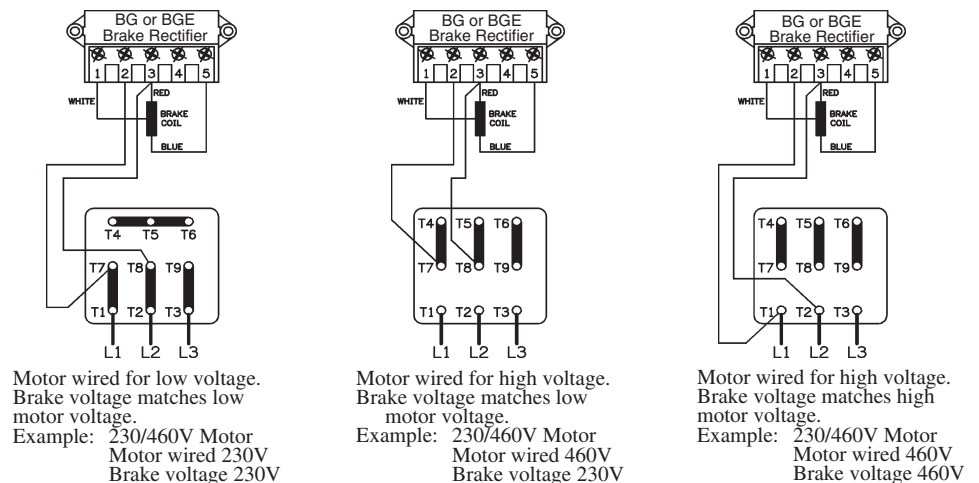 BG or BGE
Brake Rectifier
1 2 3 4 5
WHITE
RED
BRAKE
COIL
BLUE
T4 T5 T6
T7 T8 T9
T1 T2 T3
L1 L2 L3
Motor wired for low voltage.
Brake voltage matches low
motor voltage.
Example: 230/460V Motor
Motor wired 230V
Brake voltage 230V
BG or BGE
Brake Rectifier
1 2 3 4 5
WHITE
RED
BRAKE
COIL
BLUE
T4 T5 T6
T7 T8 T9
T1 T2 T3
L1 L2 L3
Motor wired for high voltage.
Brake voltage matches low
motor voltage.
Example: 230/460V Motor
Motor wired 460V
Brake voltage 230V
BG or BGE
Brake Rectifier
1 2 3 4 5
WHITE
RED
BRAKE
COIL
BLUE
T4 T5 T6
T7 T8 T9
T1 T2 T3
L1 L2 L3
Motor wired for high voltage.
Brake voltage matches high
motor voltage.
Example: 230/460V Motor
Motor wired 460V
Brake voltage 460V